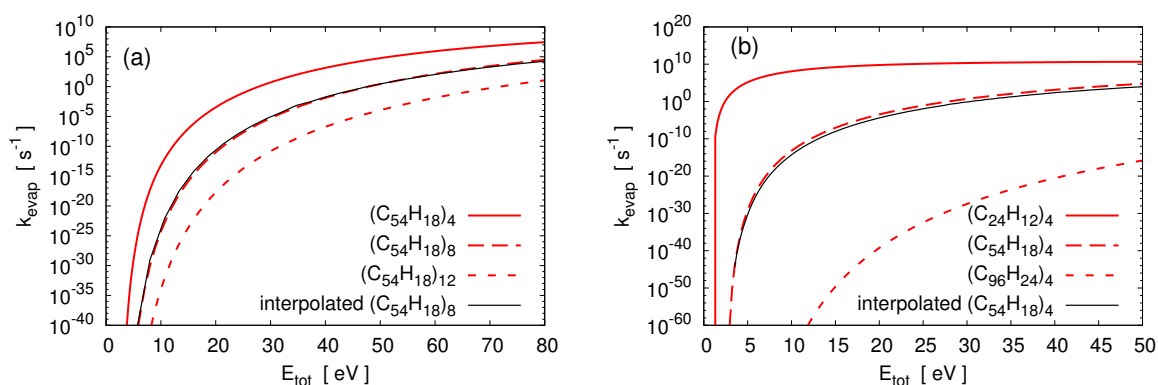 (a)
k_evap [ s^-1 ]
10^10
10^5
10^0
10^-5
10^-10
10^-15
10^-20
10^-25
10^-30
10^-35
10^-40
(C54H18)4
(C54H18)8
(C54H18)12
interpolated (C54H18)8
0 10 20 30 40 50 60 70 80
E_tot [ eV ]
(b)
k_evap [ s^-1 ]
10^20
10^10
10^0
10^-10
10^-20
10^-30
10^-40
10^-50
10^-60
(C24H12)4
(C54H18)4
(C96H24)4
interpolated (C54H18)4
0 5 10 15 20 25 30 35 40 45 50
E_tot [ eV ]